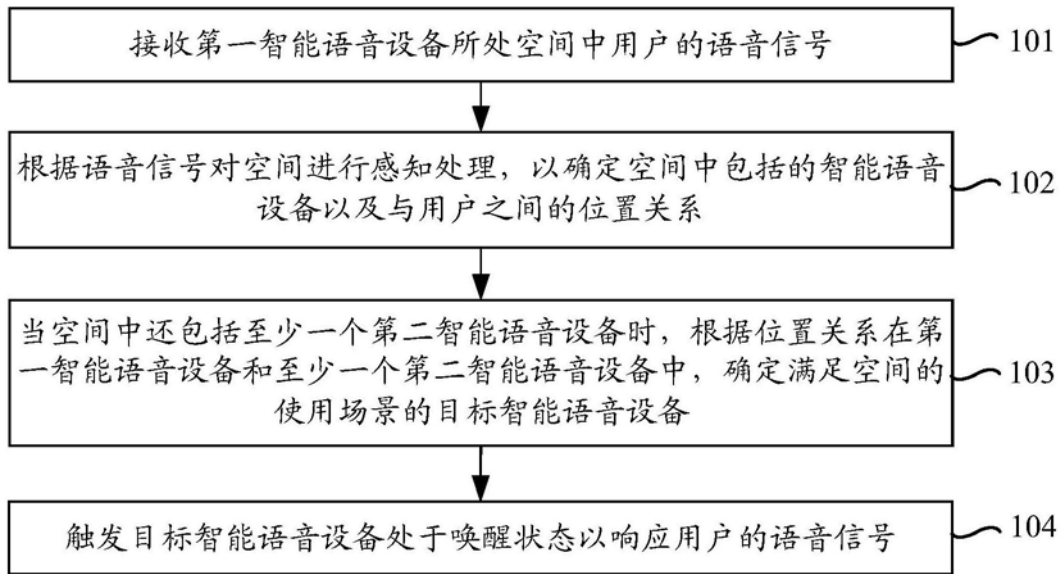 接收第一智能语音设备所处空间中用户的语音信号
101
根据语音信号对空间进行感知处理，以确定空间中包括的智能语音
设备以及与用户之间的位置关系
102
当空间中还包括至少一个第二智能语音设备时，根据位置关系在第
一智能语音设备和至少一个第二智能语音设备中，确定满足空间的
使用场景的目标智能语音设备
103
触发目标智能语音设备处于唤醒状态以响应用户的语音信号
104